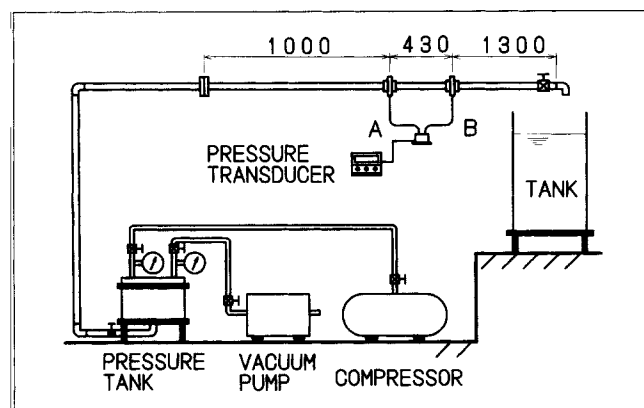 1000 430 1300
A B
PRESSURE
TRANSDUCER
TANK
PRESSURE
TANK
VACUUM
PUMP
COMPRESSOR